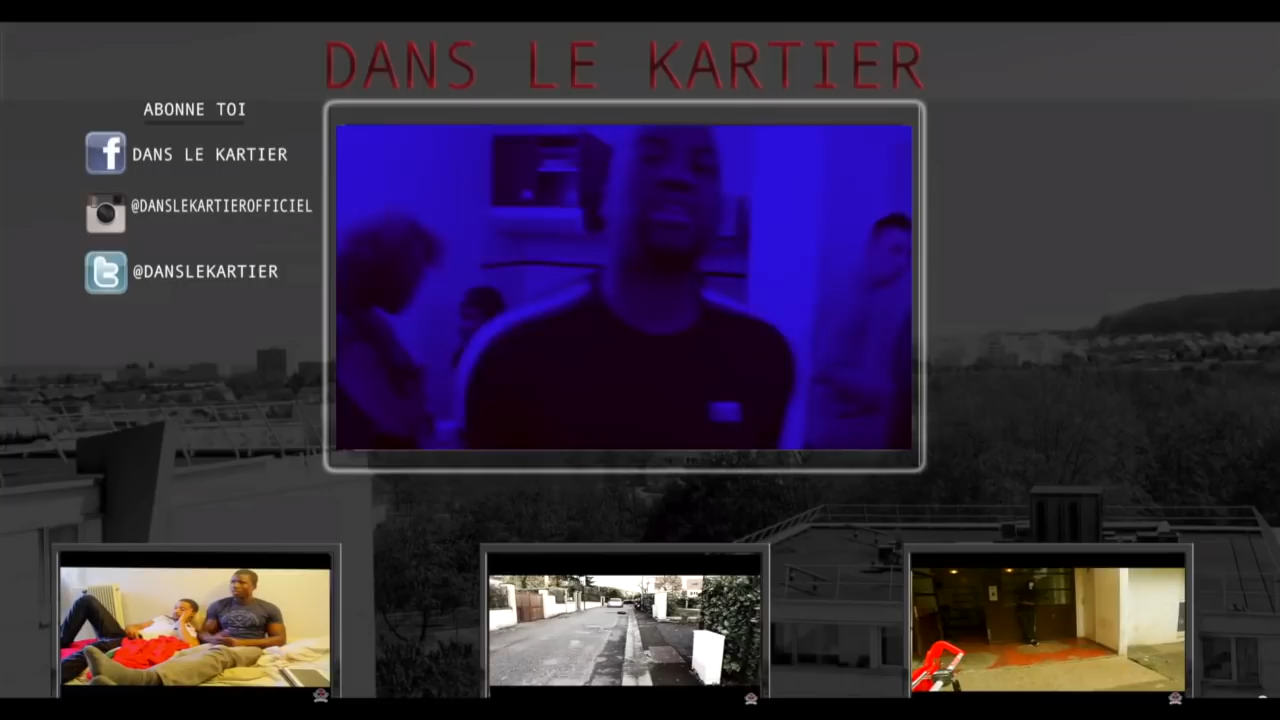 DANS LE KARTIER
ABONNE TOI
DANS LE KARTIER
@DANSLEKARTIEROFFICIEL
@DANSLEKARTIER